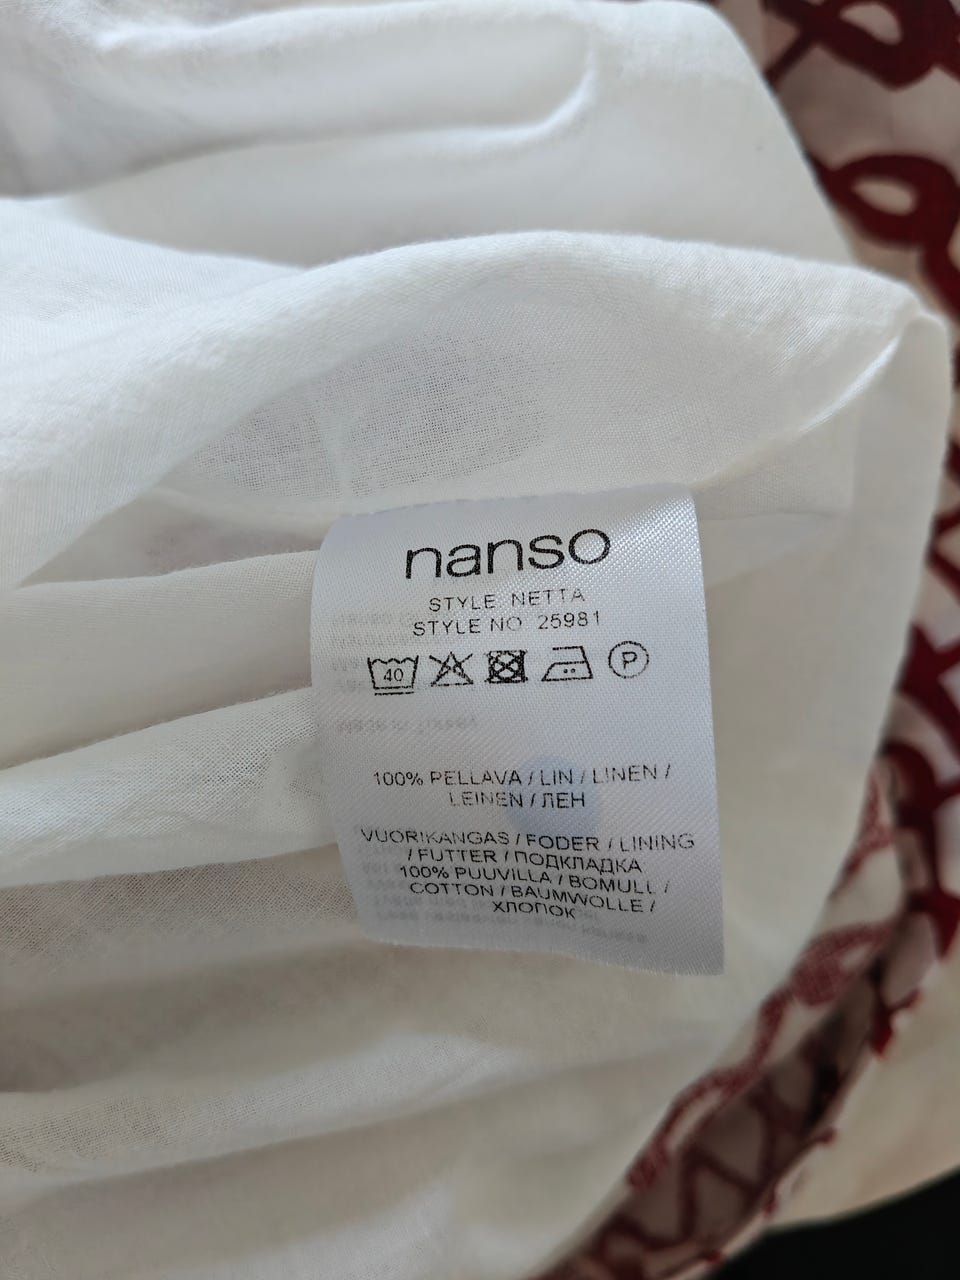 nanso
STYLE: NETTA
STYLE NO 25981
40
P
100% PELLAVA / LIN / LINEN /
LEINEN / ЛЕН
VUORIKANGAS / FODER / LINING
/ FUTTER / ПОДКЛАДКА
100% PUUVILLA / BOMULL /
COTTON / BAUMWOLLE /
ХЛОПОК